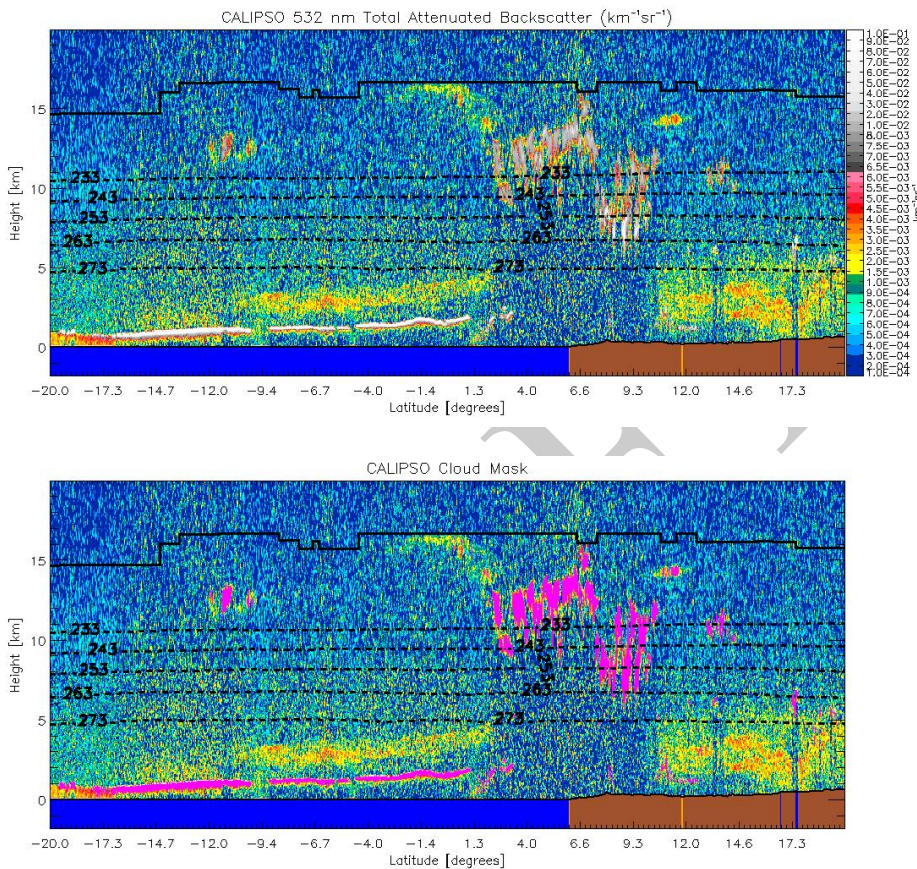 CALIPSO 532 nm Total Attenuated Backscatter (km⁻¹sr⁻¹)
15
10
5
0
Height [km]
233
243
253
263
273
233
243
253
263
273
-20.0 -17.3 -14.7 -12.0 -9.4 -6.7 -4.0 -1.4 1.3 4.0 6.6 9.3 12.0 14.6 17.3
Latitude [degrees]
1.0E-01
9.0E-02
8.0E-02
7.0E-02
6.0E-02
5.0E-02
3.0E-02
2.0E-02
1.0E-02
8.0E-03
7.5E-03
6.5E-03
6.0E-03
5.5E-03
5.0E-03
4.5E-03
4.0E-03
3.5E-03
3.0E-03
2.5E-03
2.0E-03
1.5E-03
1.0E-03
9.0E-04
8.0E-04
7.0E-04
6.0E-04
5.0E-04
4.0E-04
3.0E-04
2.0E-04
1.0E-04
km⁻¹sr⁻¹
CALIPSO Cloud Mask
15
10
5
0
Height [km]
233
243
253
263
273
233
243
253
263
273
-20.0 -17.3 -14.7 -12.0 -9.4 -6.7 -4.0 -1.4 1.3 4.0 6.6 9.3 12.0 14.6 17.3
Latitude [degrees]